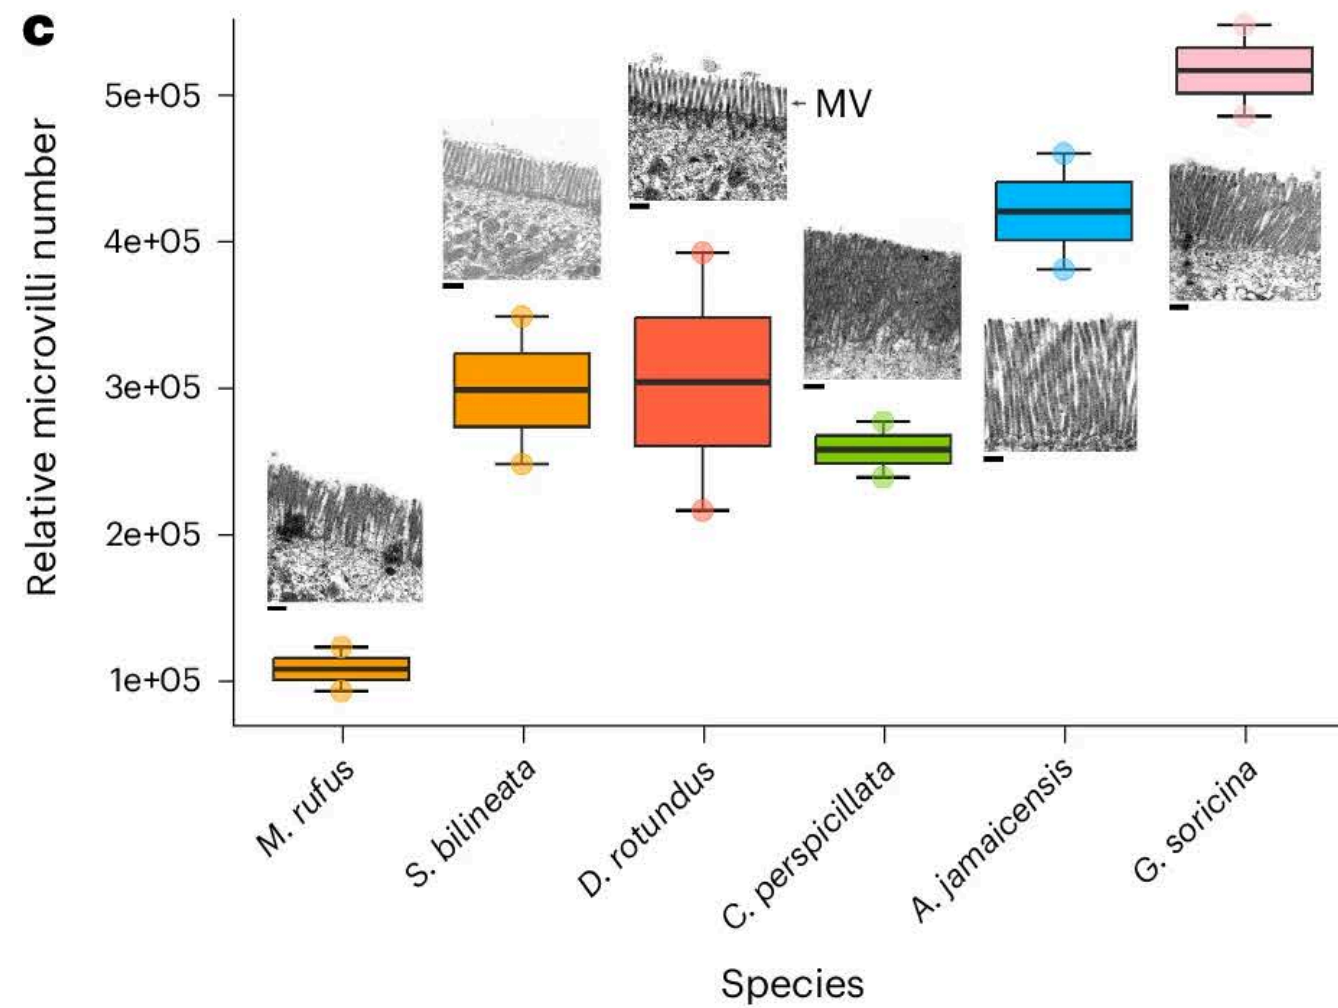 c
Relative microvilli number
5e+05
4e+05
3e+05
2e+05
1e+05
MV
M. rufus
S. bilineata
D. rotundus
C. perspicillata
A. jamaicensis
G. soricina
Species